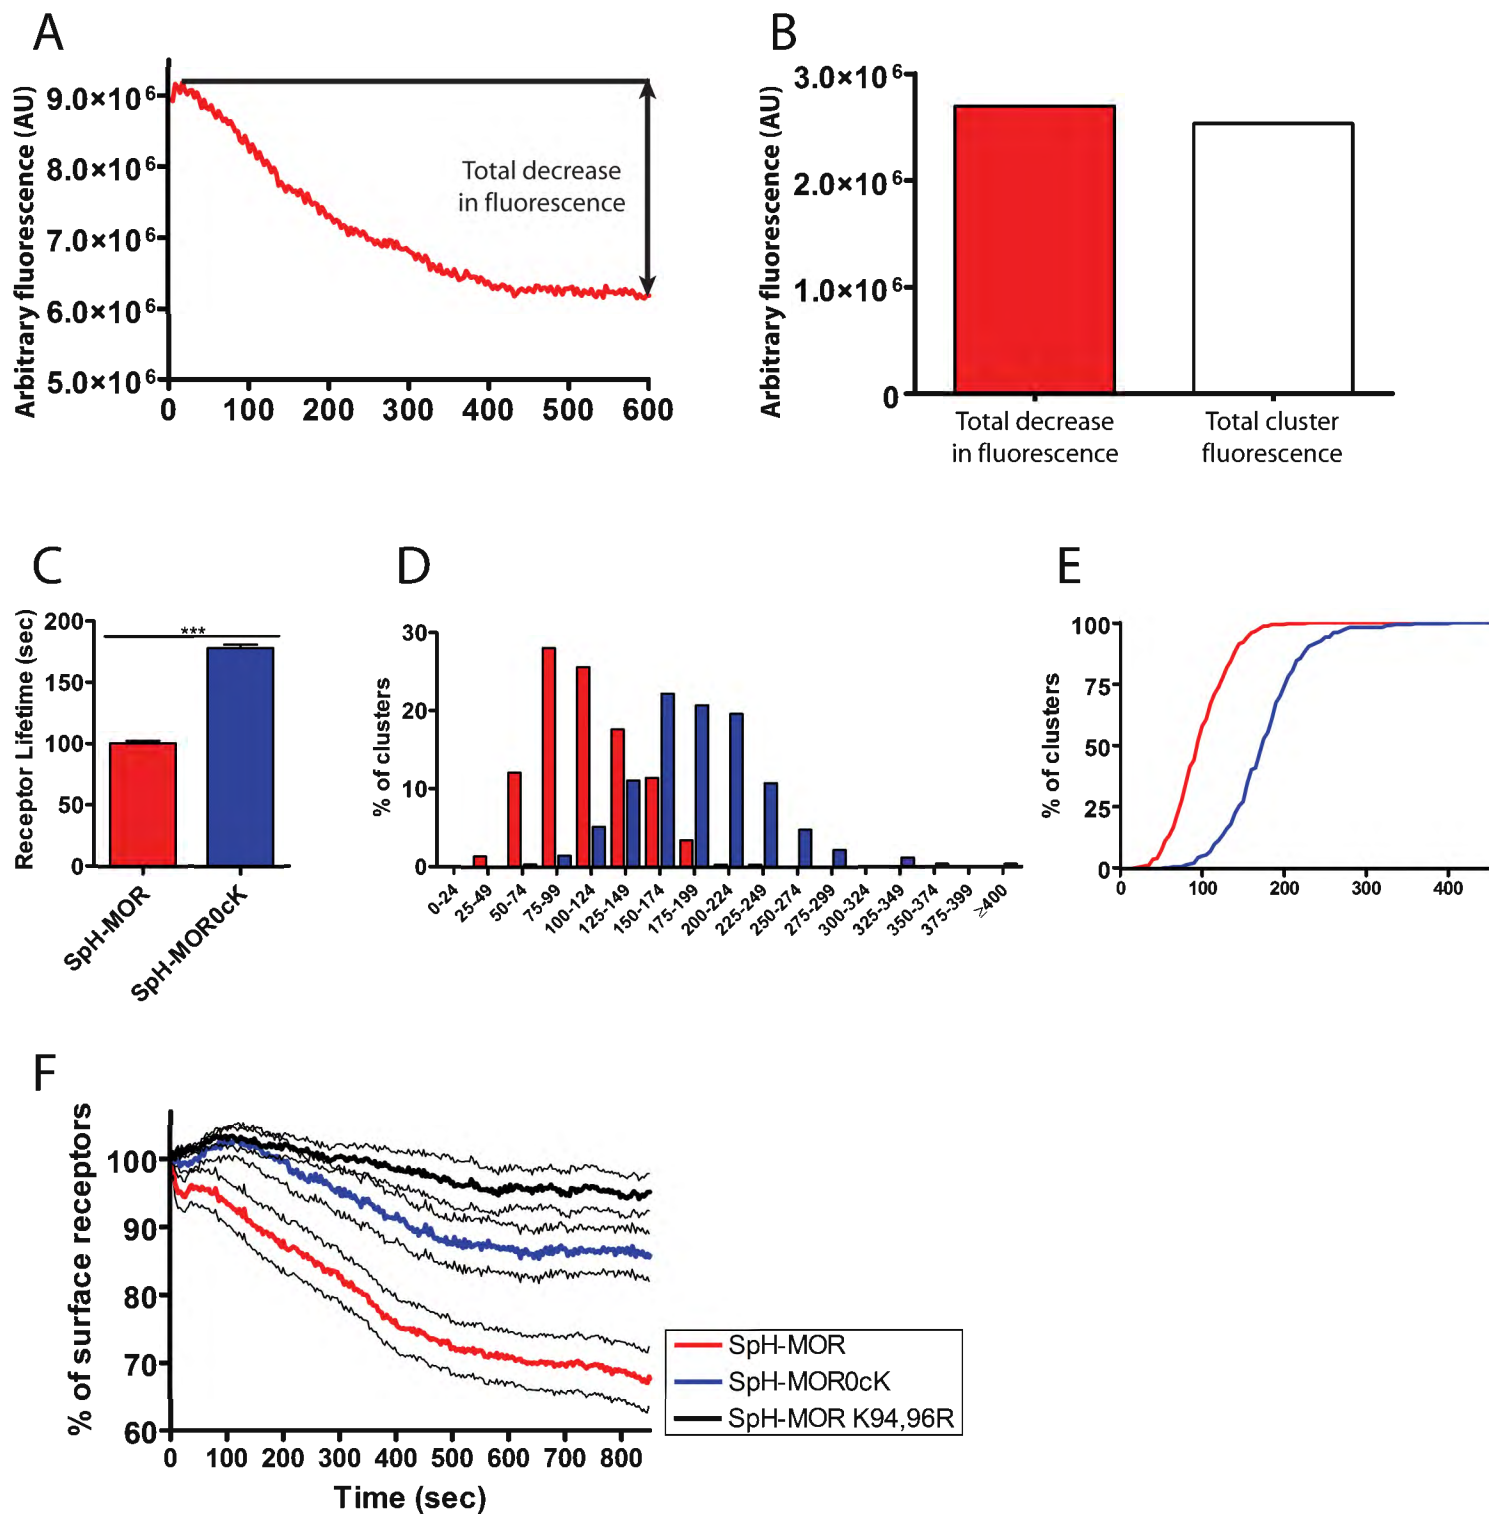 A
Arbitrary fluorescence (AU)
9.0×10⁶
8.0×10⁶
7.0×10⁶
6.0×10⁶
5.0×10⁶
Total decrease
in fluorescence
0 100 200 300 400 500 600
B
Arbitrary fluorescence (AU)
3.0×10⁶
2.0×10⁶
1.0×10⁶
0
Total decrease
in fluorescence
Total cluster
fluorescence
C
Receptor Lifetime (sec)
200
150
100
50
0
***
SpH-MOR
SpH-MOR0cK
D
% of clusters
30
20
10
0
0-24
25-49
50-74
75-99
100-124
125-149
150-174
175-199
200-224
225-249
250-274
275-299
300-324
325-349
350-374
375-399
≥400
E
% of clusters
100
75
50
25
0
0 100 200 300 400
F
% of surface receptors
100
90
80
70
60
0 100 200 300 400 500 600 700 800
Time (sec)
SpH-MOR
SpH-MOR0cK
SpH-MOR K94,96R